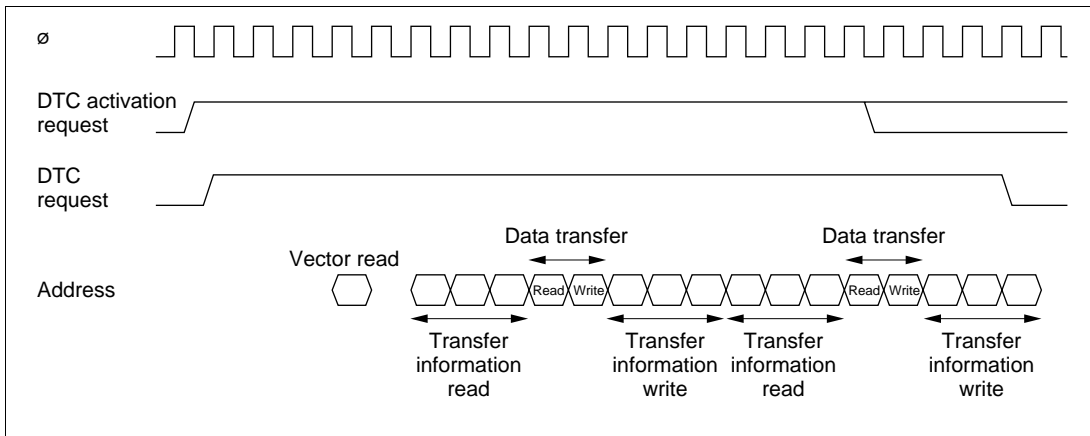 ø
DTC activation
request
DTC
request
Data transfer
Data transfer
Vector read
Address
Read
Write
Read
Write
Transfer
information
read
Transfer
information
write
Transfer
information
read
Transfer
information
write